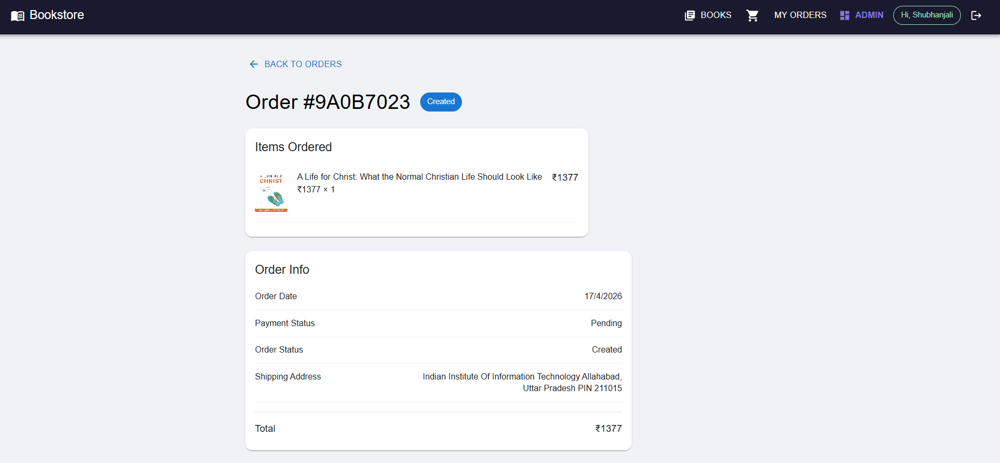 Bookstore
BOOKS
MY ORDERS
ADMIN
Hi, Shubhanjali
BACK TO ORDERS
Order #9A0B7023
Created
Items Ordered
A LIFE FOR
CHRIST
A Life for Christ: What the Normal Christian Life Should Look Like
₹1377
₹1377 × 1
Order Info
Order Date
17/4/2026
Payment Status
Pending
Order Status
Created
Shipping Address
Indian Institute Of Information Technology Allahabad,
Uttar Pradesh PIN 211015
Total
₹1377